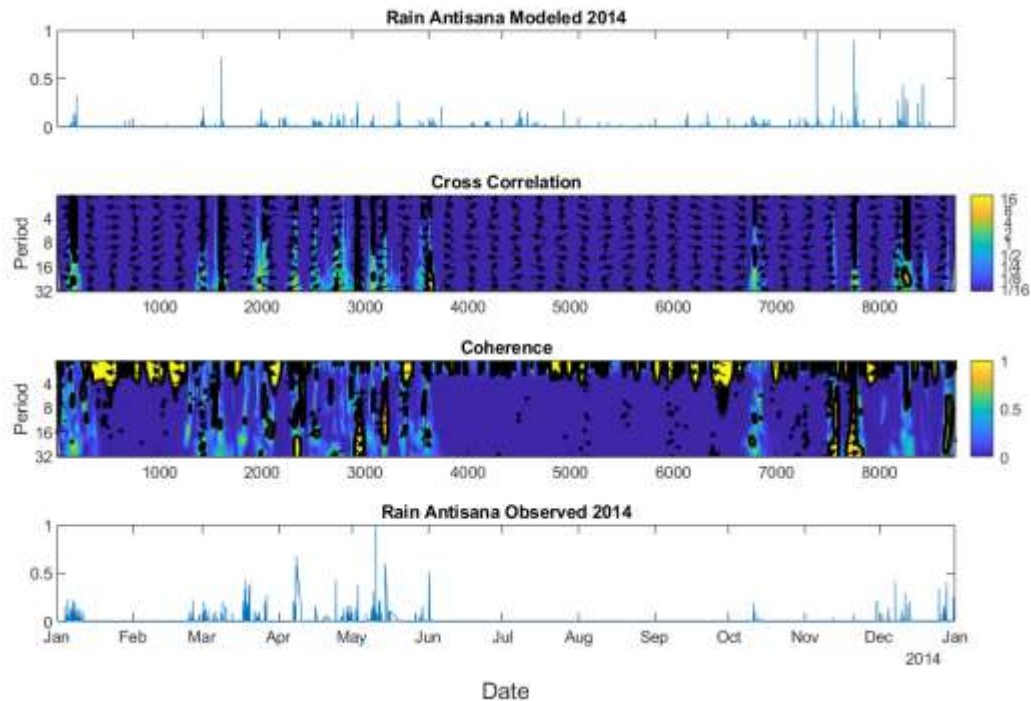 Rain Antisana Modeled 2014
1
0.5
0
Cross Correlation
Period
4
8
16
32
16
1/16
1000 2000 3000 4000 5000 6000 7000 8000
Coherence
Period
4
8
16
32
1
0.5
0
1000 2000 3000 4000 5000 6000 7000 8000
Rain Antisana Observed 2014
1
0.5
0
Jan Feb Mar Apr May Jun Jul Aug Sep Oct Nov Dec Jan
2014
Date